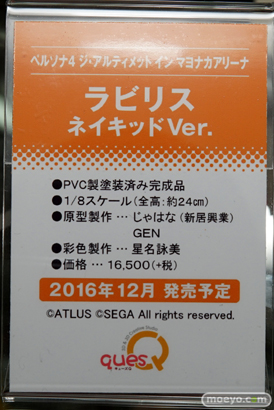 ペルソナ4 ジ・アルティメット イン マヨナカアリーナ
ラビリス
ネイキッドVer.
●PVC製塗装済み完成品
●1/8スケール（全高：約24cm）
●原型製作 … じゃはな（新居興業）
GEN
●彩色製作 … 星名詠美
●価格 … 16,500（+税）
2016年12月 発売予定
©ATLUS ©SEGA All rights reserved.
quesQ
キューズQ
moeyo.com